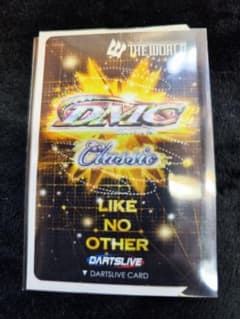 THE WORLD
DMC
Classic
LIKE
NO
OTHER
DARTSLIVE
▼ DARTSLIVE CARD